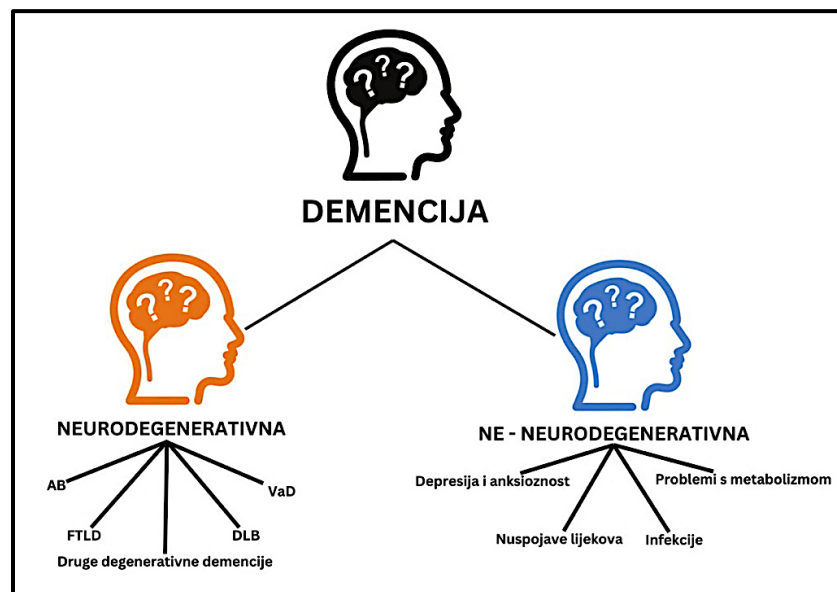 ? ? ?
DEMENCIJA
? ? ?
NEURODEGENERATIVNA
AB
VaD
FTLD
DLB
Druge degenerativne demencije
? ? ?
NE - NEURODEGENERATIVNA
Depresija i anksioznost
Problemi s metabolizmom
Nuspojave lijekova
Infekcije